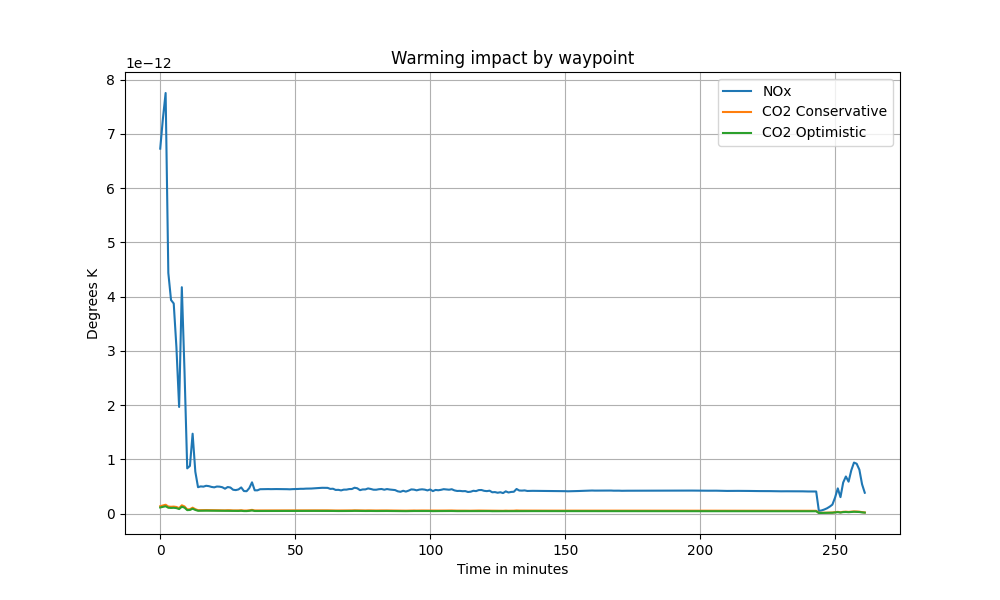 Warming impact by waypoint
1e−12
8
7
6
5
4
3
2
1
0
Degrees K
NOx
CO2 Conservative
CO2 Optimistic
0 50 100 150 200 250
Time in minutes